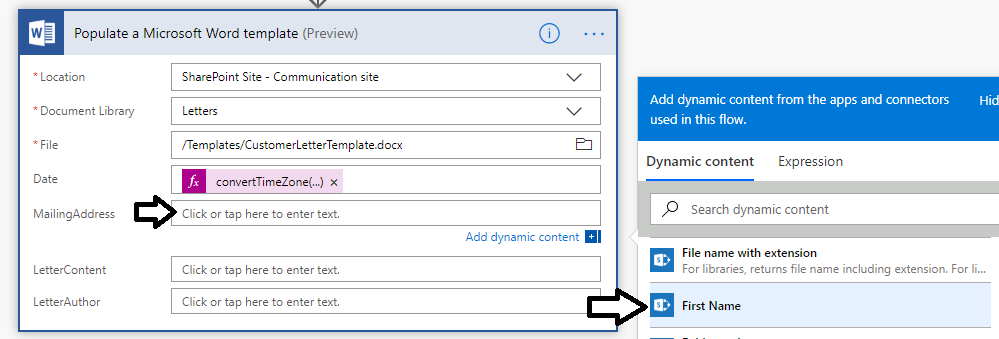 Populate a Microsoft Word template (Preview)
* Location
SharePoint Site - Communication site
* Document Library
Letters
* File
/Templates/CustomerLetterTemplate.docx
Date
fx convertTimeZone(...) ×
MailingAddress
Click or tap here to enter text.
Add dynamic content
LetterContent
Click or tap here to enter text.
LetterAuthor
Click or tap here to enter text.
Add dynamic content from the apps and connectors
used in this flow.
Hid
Dynamic content
Expression
Search dynamic content
File name with extension
For libraries, returns file name including extension. For li...
First Name